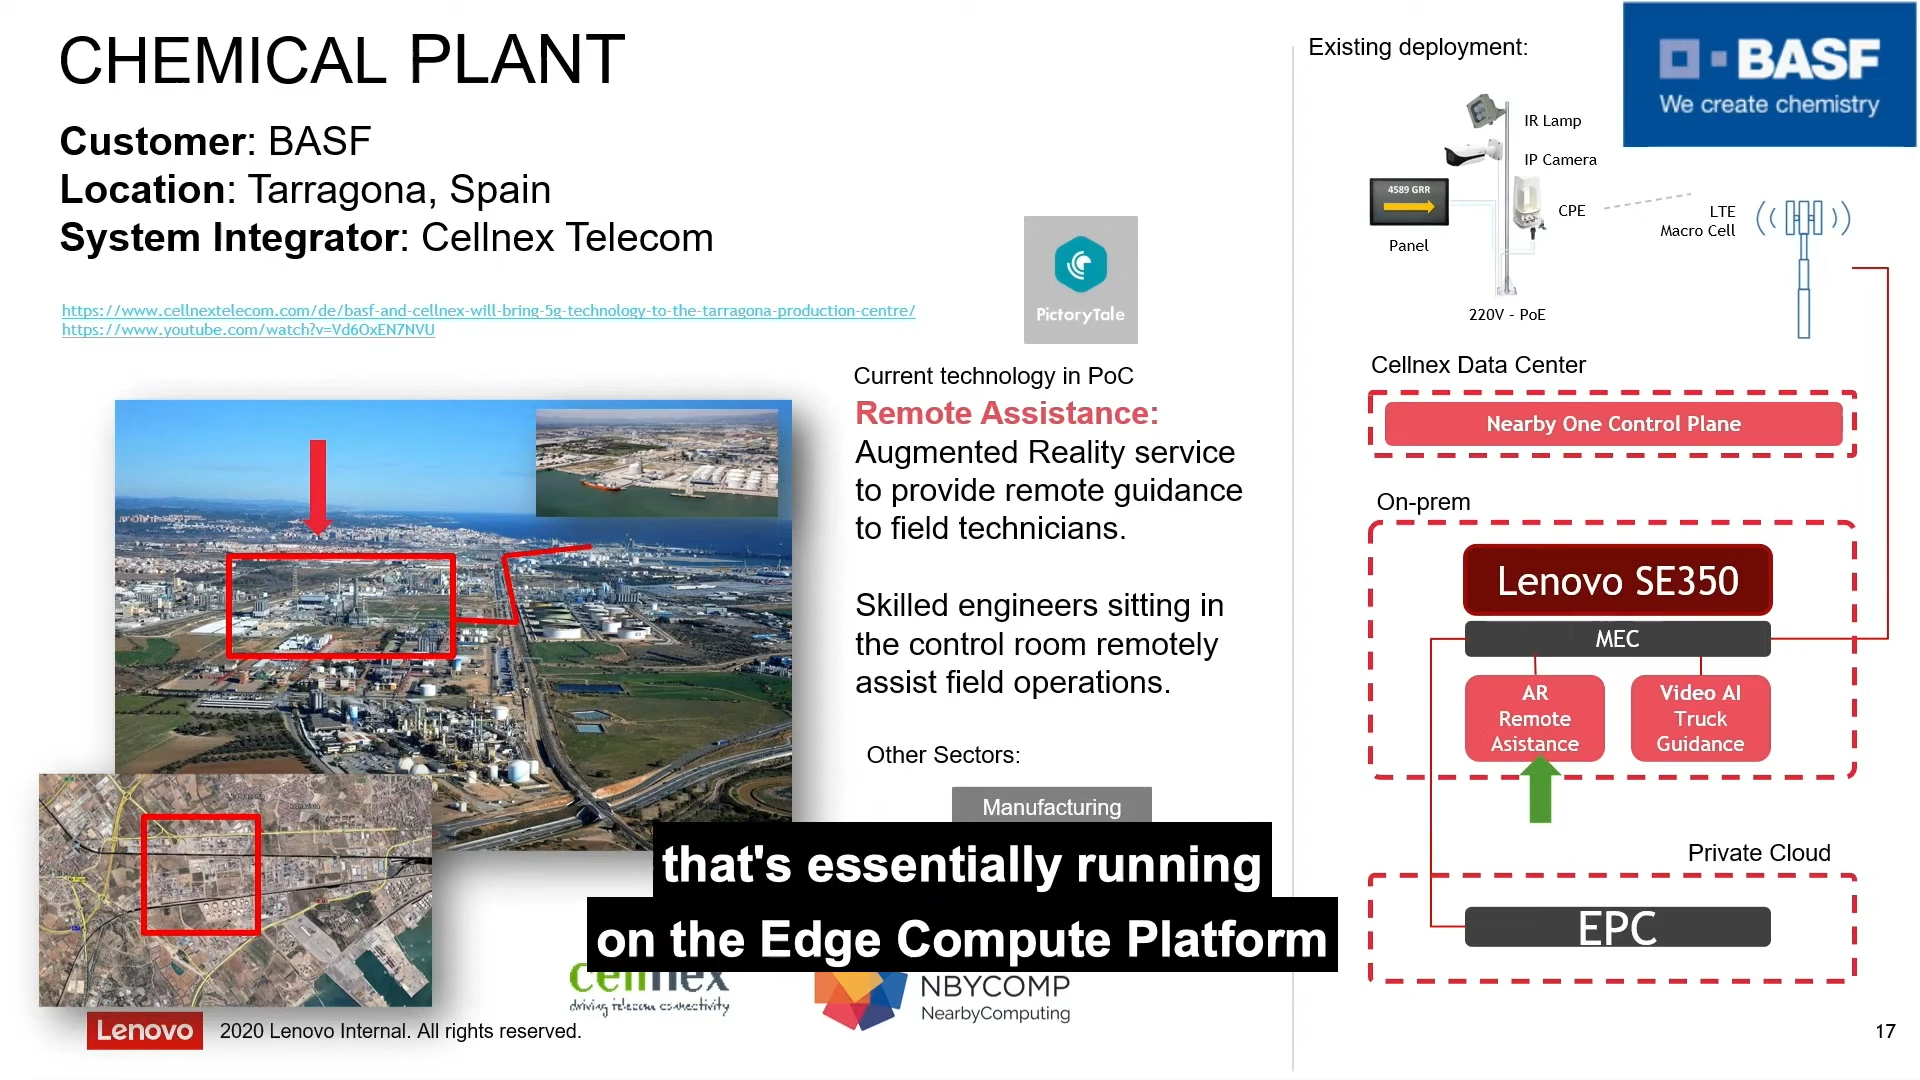 CHEMICAL PLANT
Customer: BASF
Location: Tarragona, Spain
System Integrator: Cellnex Telecom
https://www.cellnextelecom.com/de/basf-and-cellnex-will-bring-5g-technology-to-the-tarragona-production-centre/
https://www.youtube.com/watch?v=Vd6OxEN7NVU
PictoryTale
Current technology in PoC
Remote Assistance:
Augmented Reality service
to provide remote guidance
to field technicians.
Skilled engineers sitting in
the control room remotely
assist field operations.
Other Sectors:
Manufacturing
Existing deployment:
BASF
We create chemistry
IR Lamp
IP Camera
4589 GRR
CPE
Panel
LTE
Macro Cell
220V - PoE
Cellnex Data Center
Nearby One Control Plane
On-prem
Lenovo SE350
MEC
AR
Remote
Asistance
Video AI
Truck
Guidance
Private Cloud
EPC
that's essentially running
on the Edge Compute Platform
cellnex
driving telecom connectivity
NBYCOMP
NearbyComputing
Lenovo
2020 Lenovo Internal. All rights reserved.
17